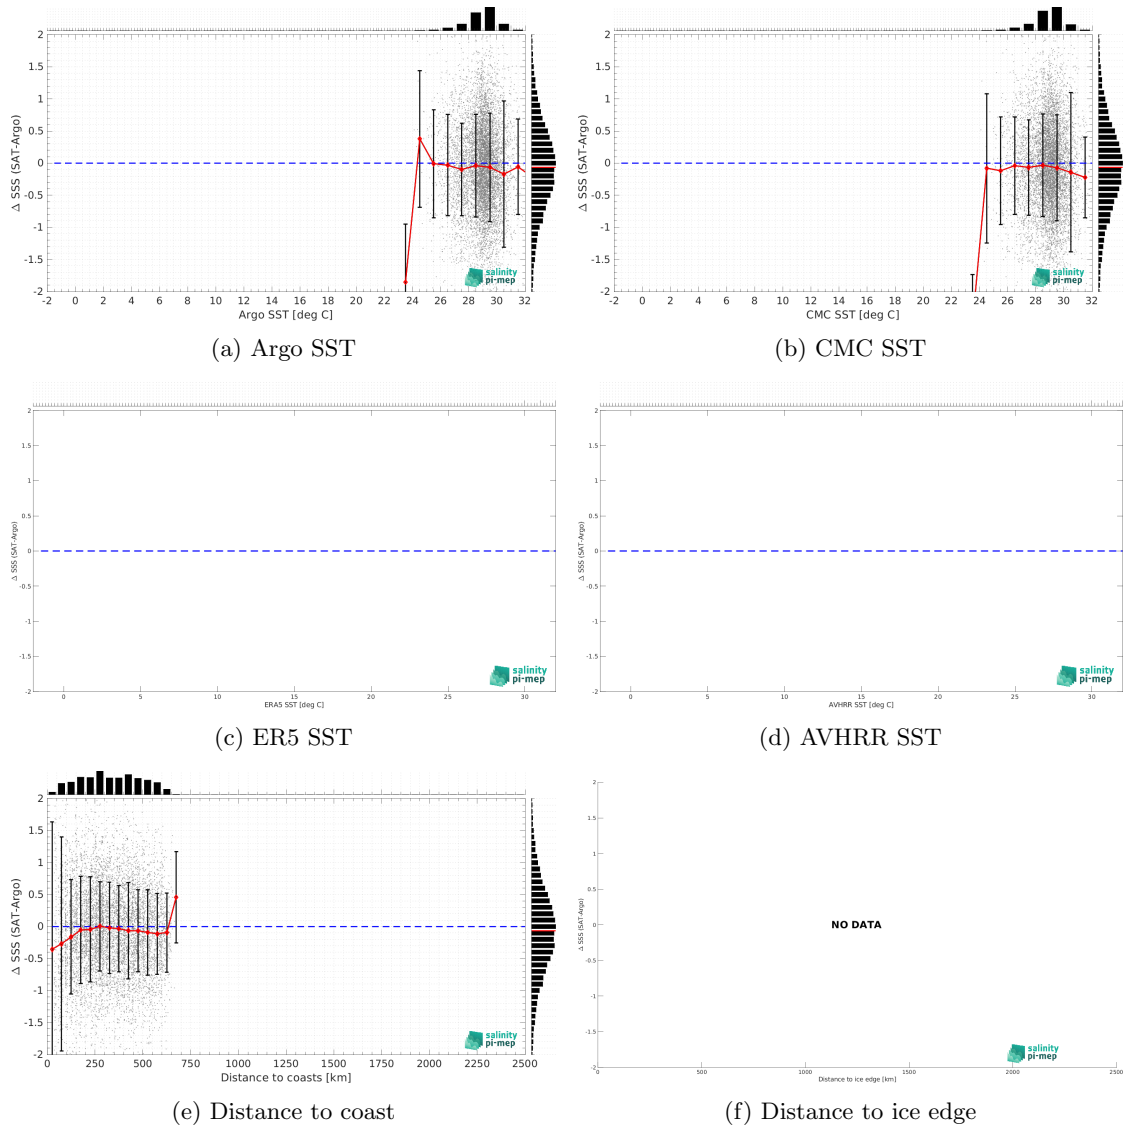 2
1.5
1
0.5
0
-0.5
-1
-1.5
-2
Δ SSS (SAT-Argo)
-2 0 2 4 6 8 10 12 14 16 18 20 22 24 26 28 30 32
Argo SST [deg C]
salinity
pi-mep
(a) Argo SST
2
1.5
1
0.5
0
-0.5
-1
-1.5
-2
Δ SSS (SAT-Argo)
-2 0 2 4 6 8 10 12 14 16 18 20 22 24 26 28 30 32
CMC SST [deg C]
salinity
pi-mep
(b) CMC SST
2
1.5
1
0.5
0
-0.5
-1
-1.5
-2
Δ SSS (SAT-Argo)
0 5 10 15 20 25 30
ERA5 SST [deg C]
salinity
pi-mep
(c) ER5 SST
2
1.5
1
0.5
0
-0.5
-1
-1.5
-2
Δ SSS (SAT-Argo)
0 5 10 15 20 25 30
AVHRR SST [deg C]
salinity
pi-mep
(d) AVHRR SST
2
1.5
1
0.5
0
-0.5
-1
-1.5
-2
Δ SSS (SAT-Argo)
0 250 500 750 1000 1250 1500 1750 2000 2250 2500
Distance to coasts [km]
salinity
pi-mep
(e) Distance to coast
2
1.5
1
0.5
0
-0.5
-1
-1.5
-2
Δ SSS (SAT-Argo)
NO DATA
0 500 1000 1500 2000 2500
Distance to ice edge [km]
salinity
pi-mep
(f) Distance to ice edge